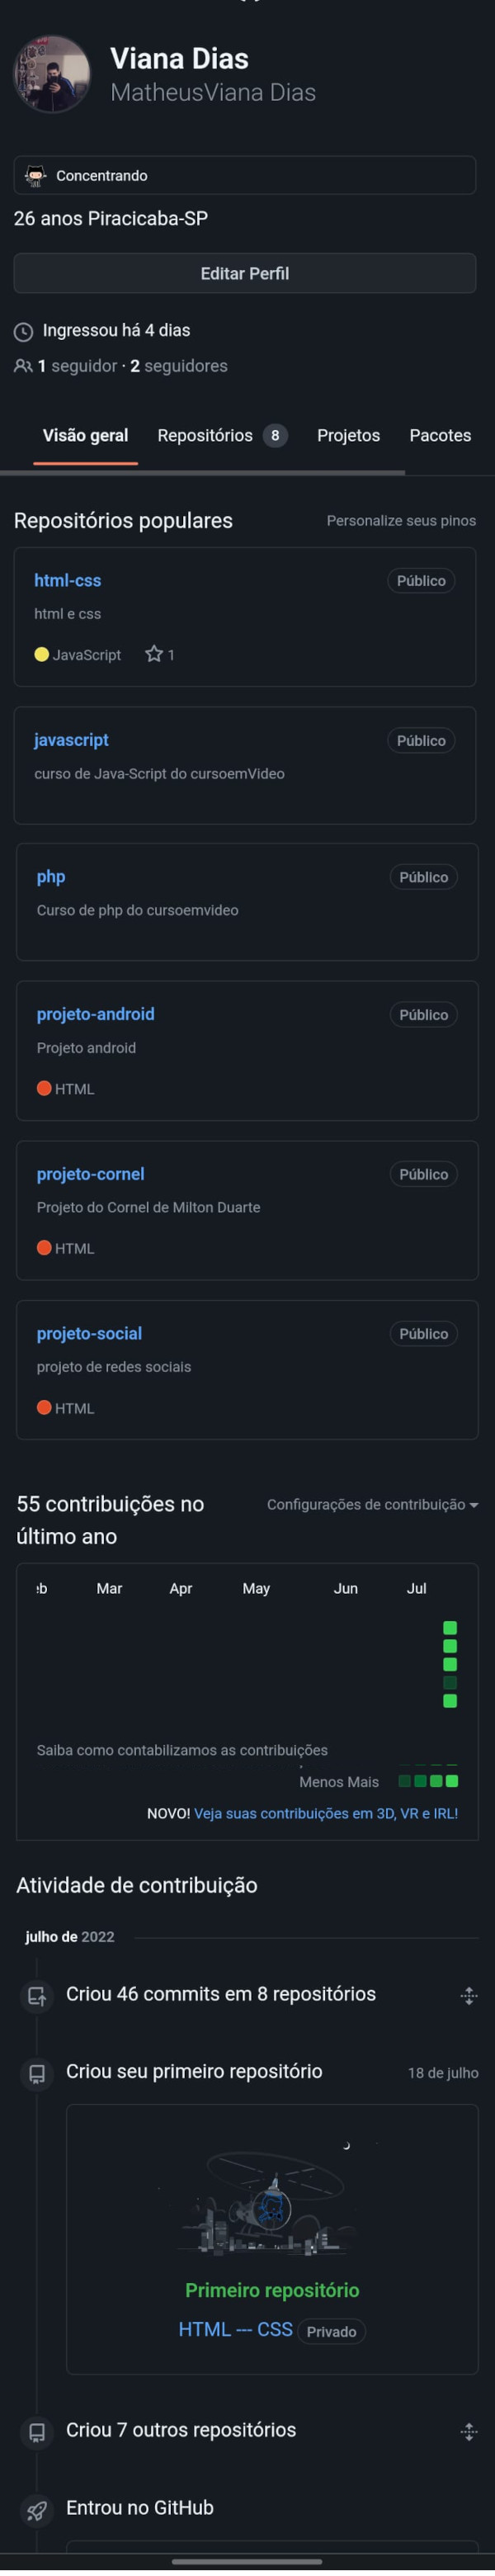 Viana Dias
MatheusViana Dias
Concentrando
26 anos Piracicaba-SP
Editar Perfil
Ingressou há 4 dias
1 seguidor · 2 seguidores
Visão geral Repositórios 8 Projetos Pacotes
Repositórios populares Personalize seus pinos
html-css Público
html e css
JavaScript 1
javascript Público
curso de Java-Script do cursoemVideo
php Público
Curso de php do cursoemvideo
projeto-android Público
Projeto android
HTML
projeto-cornel Público
Projeto do Cornel de Milton Duarte
HTML
projeto-social Público
projeto de redes sociais
HTML
55 contribuições no Configurações de contribuição
último ano
eb Mar Apr May Jun Jul
Saiba como contabilizamos as contribuições
Menos Mais
NOVO! Veja suas contribuições em 3D, VR e IRL!
Atividade de contribuição
julho de 2022
Criou 46 commits em 8 repositórios
Criou seu primeiro repositório 18 de julho
Primeiro repositório
HTML --- CSS Privado
Criou 7 outros repositórios
Entrou no GitHub